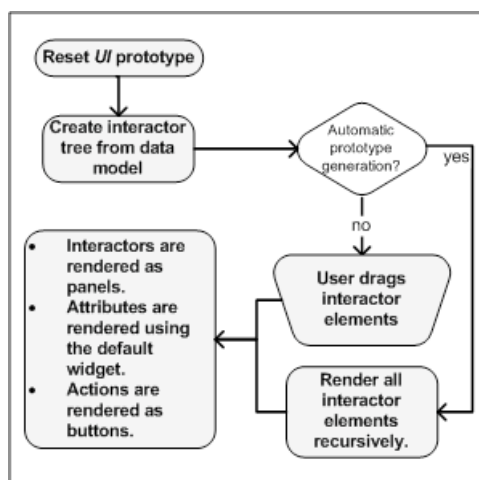 Reset UI prototype
Create interactor
tree from data
model
Automatic
prototype
generation?
yes
no
User drags
interactor
elements
Render all
interactor
elements
recursively.
• Interactors are
rendered as
panels.
• Attributes are
rendered using
the default
widget.
• Actions are
rendered as
buttons.